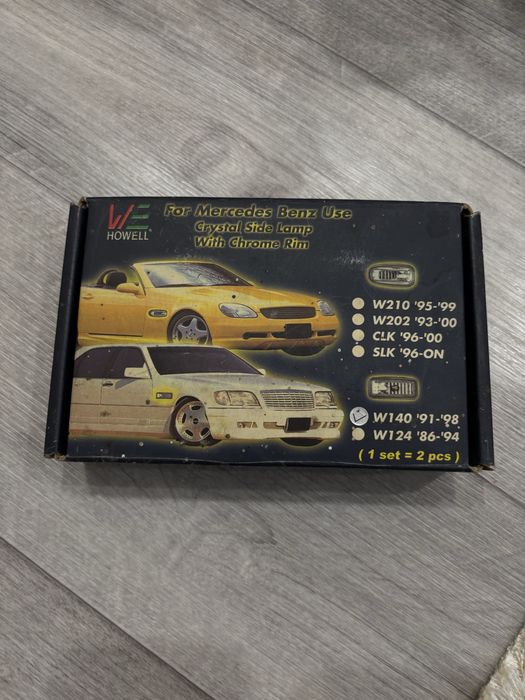 WE
HOWELL
For Mercedes Benz Use
Crystal Side Lamp
With Chrome Rim
W210 '95-'99
W202 '93-'00
CLK '96-'00
SLK '96-ON
W140 '91-'98
W124 '86-'94
( 1 set = 2 pcs )